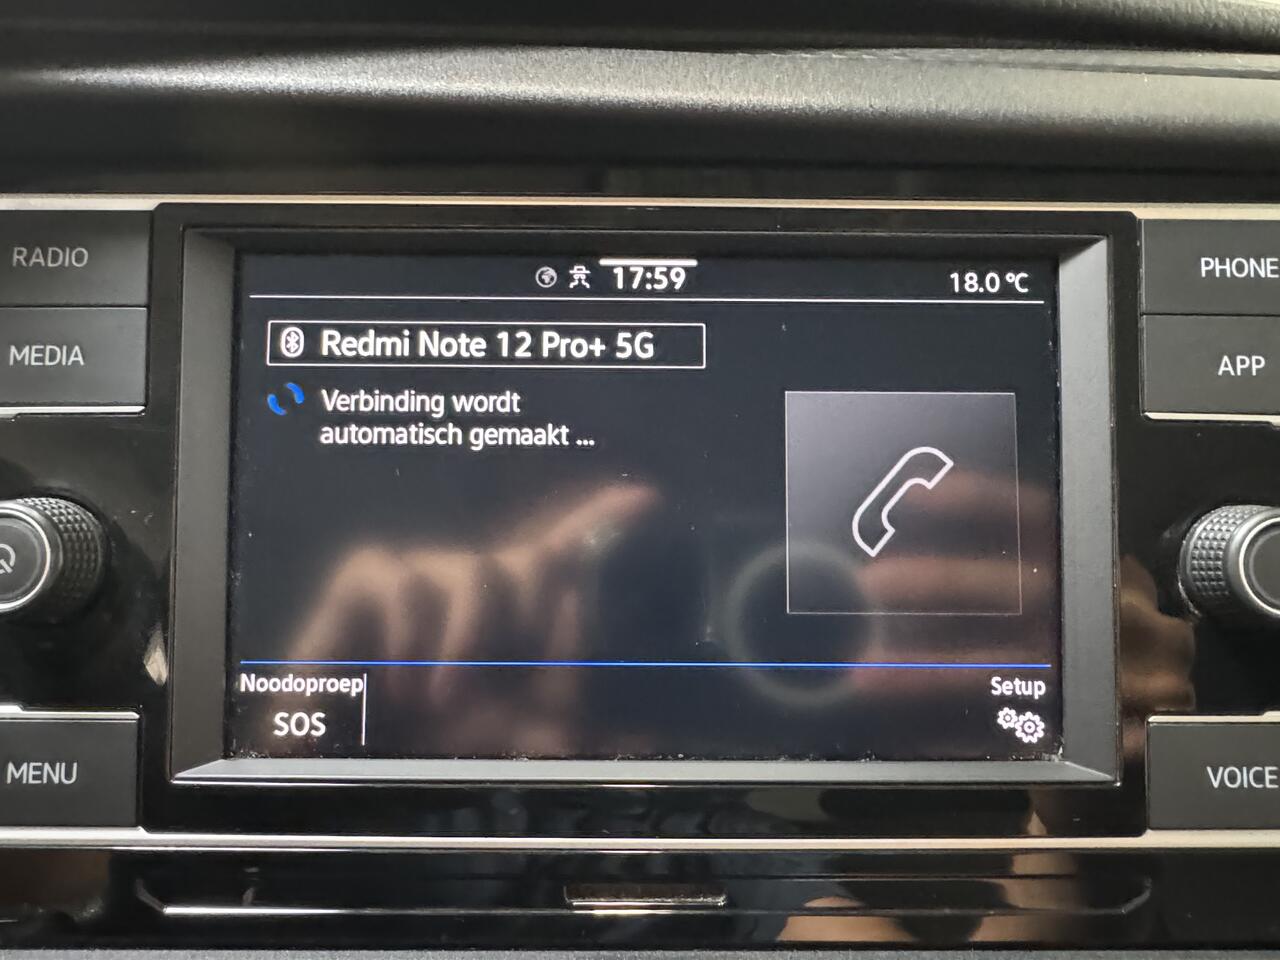 RADIO
MEDIA
MENU
17:59
18.0 °C
Redmi Note 12 Pro+ 5G
Verbinding wordt
automatisch gemaakt ...
Noodoproep
SOS
Setup
PHONE
APP
VOICE